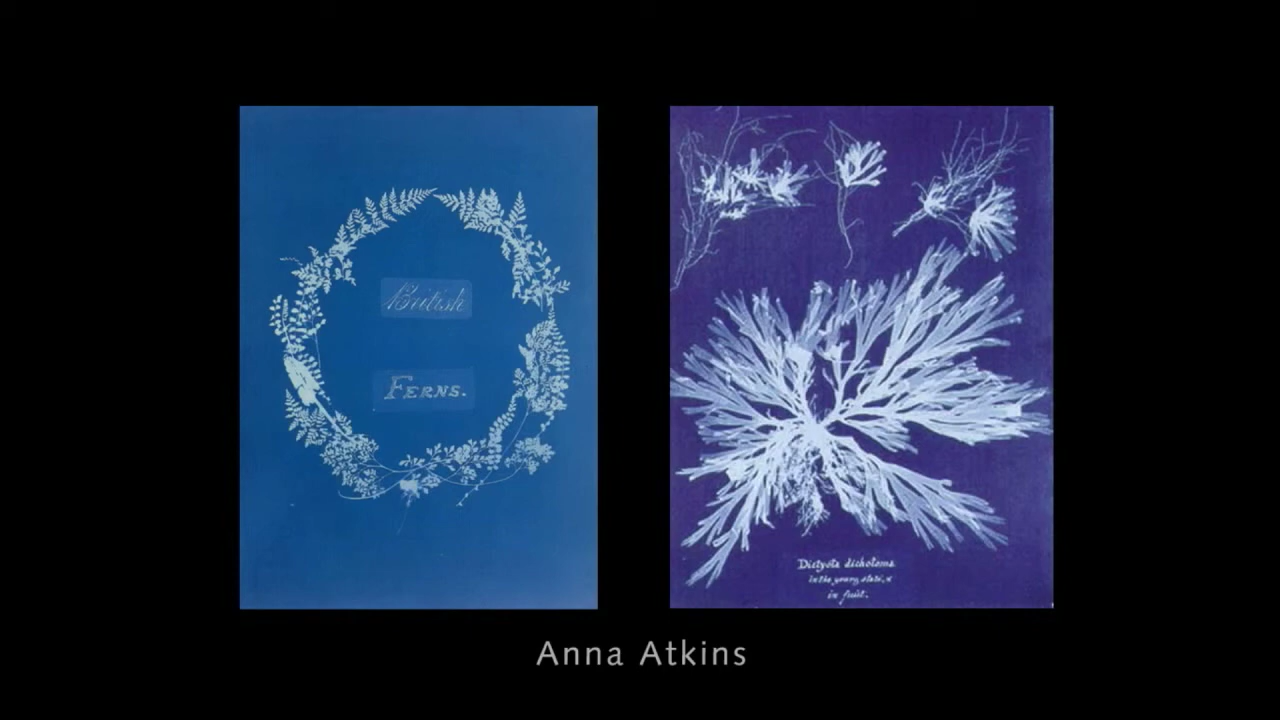 British
FERNS.
Dictyota dichotoma
in the young state, &
in fruit.
Anna Atkins